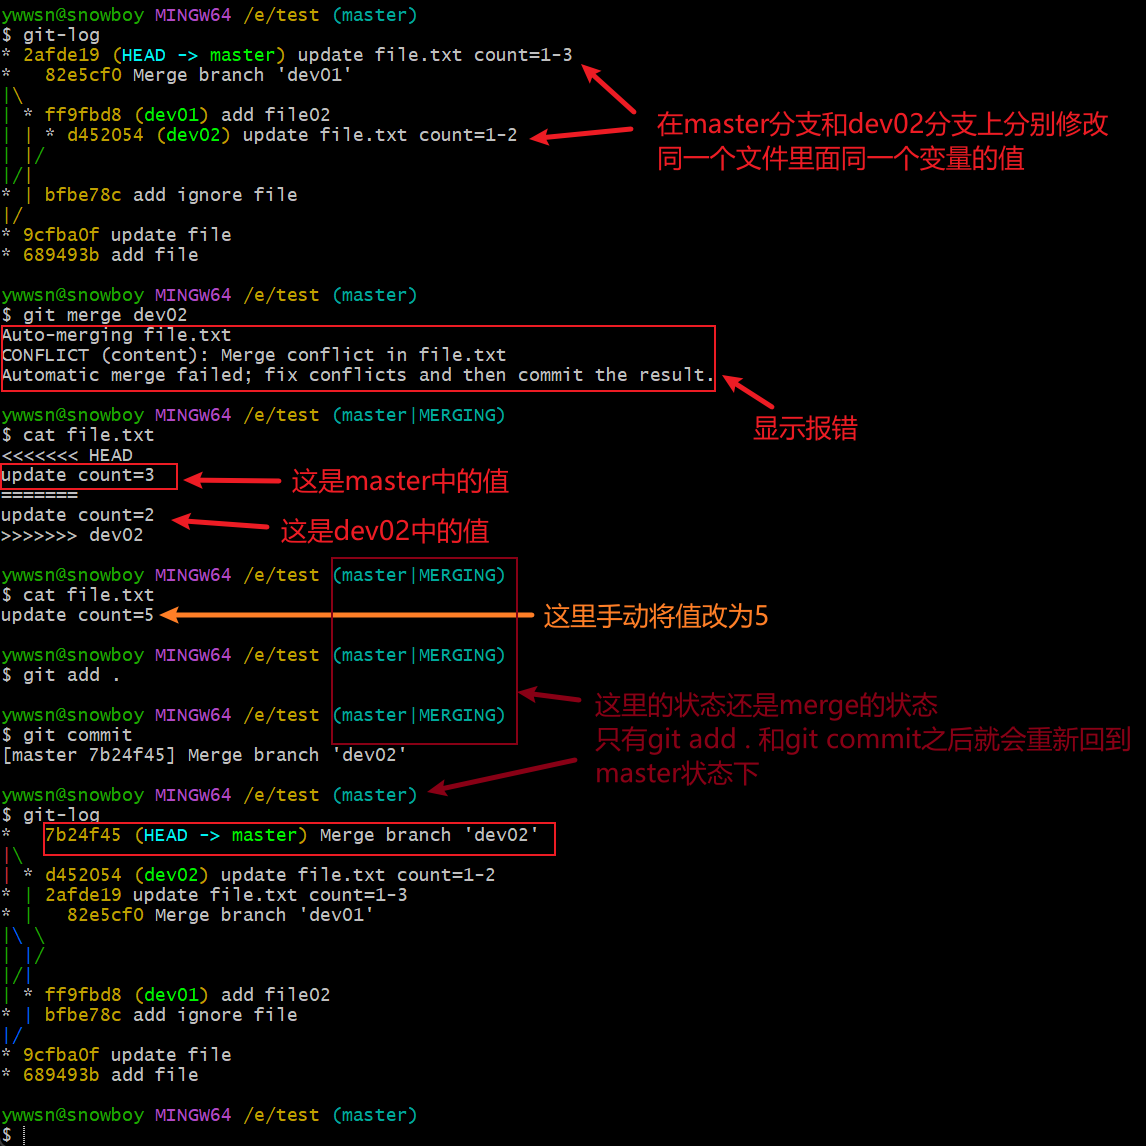 ywwsn@snowboy MINGW64 /e/test (master)
$ git-log
* 2afde19 (HEAD -> master) update file.txt count=1-3
*   82e5cf0 Merge branch 'dev01'
|\
| * ff9fbd8 (dev01) add file02
| | * d452054 (dev02) update file.txt count=1-2
| |/
|/|
* | bfbe78c add ignore file
|/
* 9cfba0f update file
* 689493b add file
在master分支和dev02分支上分别修改
同一个文件里面同一个变量的值
ywwsn@snowboy MINGW64 /e/test (master)
$ git merge dev02
Auto-merging file.txt
CONFLICT (content): Merge conflict in file.txt
Automatic merge failed; fix conflicts and then commit the result.
显示报错
ywwsn@snowboy MINGW64 /e/test (master|MERGING)
$ cat file.txt
<<<<<<< HEAD
update count=3
这是master中的值
=======
update count=2
这是dev02中的值
>>>>>>> dev02
ywwsn@snowboy MINGW64 /e/test (master|MERGING)
$ cat file.txt
update count=5
这里手动将值改为5
ywwsn@snowboy MINGW64 /e/test (master|MERGING)
$ git add .
ywwsn@snowboy MINGW64 /e/test (master|MERGING)
$ git commit
[master 7b24f45] Merge branch 'dev02'
这里的状态还是merge的状态
只有git add . 和git commit之后就会重新回到
master状态下
ywwsn@snowboy MINGW64 /e/test (master)
$ git-log
*   7b24f45 (HEAD -> master) Merge branch 'dev02'
|\
| * d452054 (dev02) update file.txt count=1-2
* | 2afde19 update file.txt count=1-3
* |   82e5cf0 Merge branch 'dev01'
|\ \
| |/
|/|
| * ff9fbd8 (dev01) add file02
* | bfbe78c add ignore file
|/
* 9cfba0f update file
* 689493b add file
ywwsn@snowboy MINGW64 /e/test (master)
$